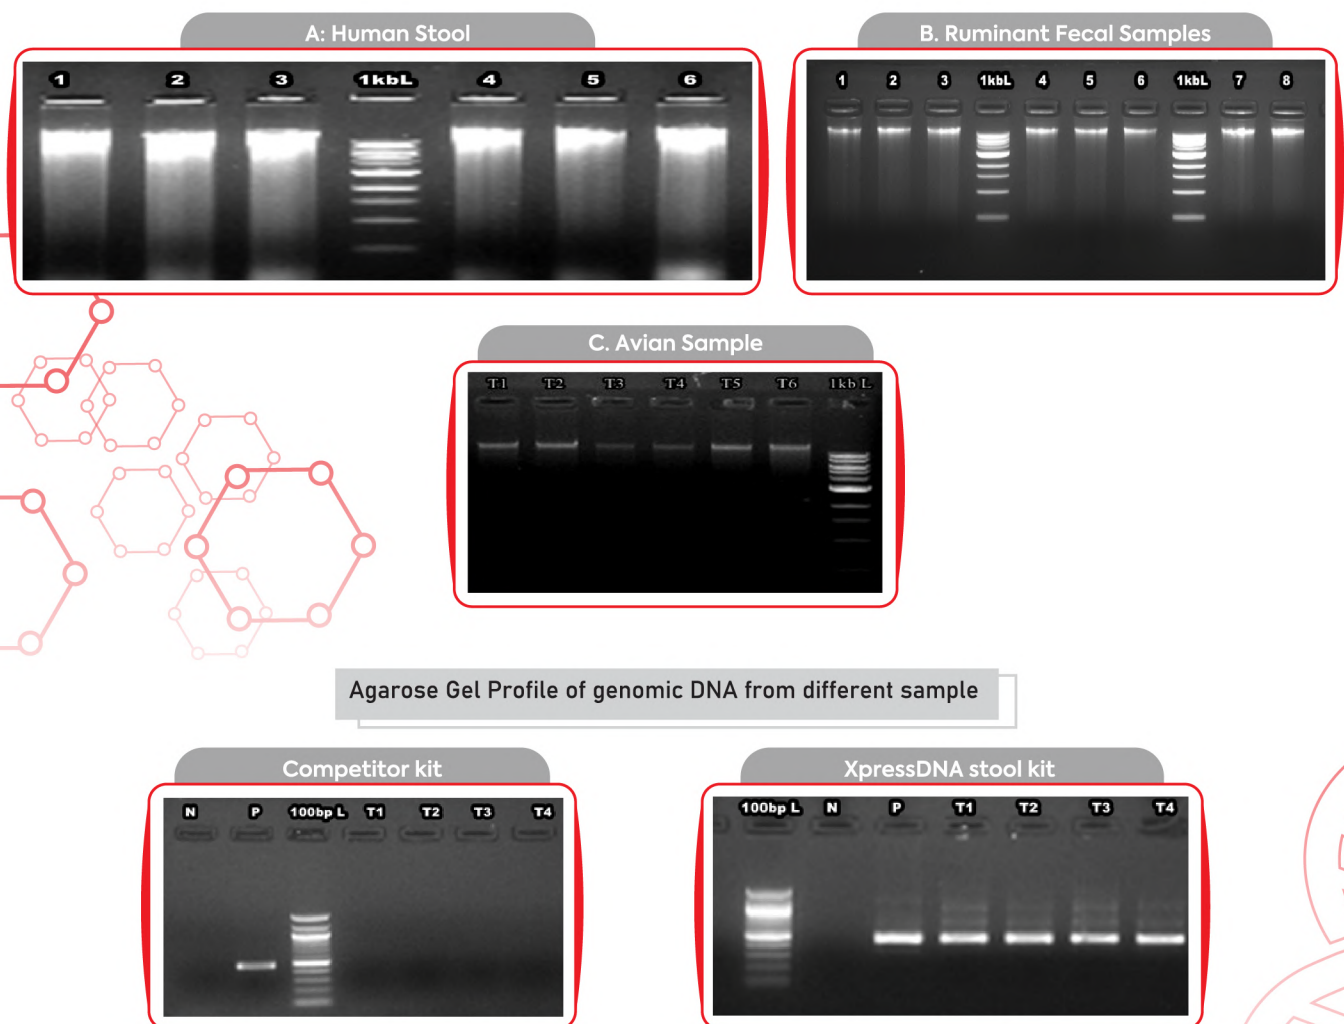 A: Human Stool
1 2 3 1kbL 4 5 6
B. Ruminant Fecal Samples
1 2 3 1kbL 4 5 6 1kbL 7 8
C. Avian Sample
T1 T2 T3 T4 T5 T6 1kb L
Agarose Gel Profile of genomic DNA from different sample
Competitor kit
N P 100bp L T1 T2 T3 T4
XpressDNA stool kit
100bp L N P T1 T2 T3 T4